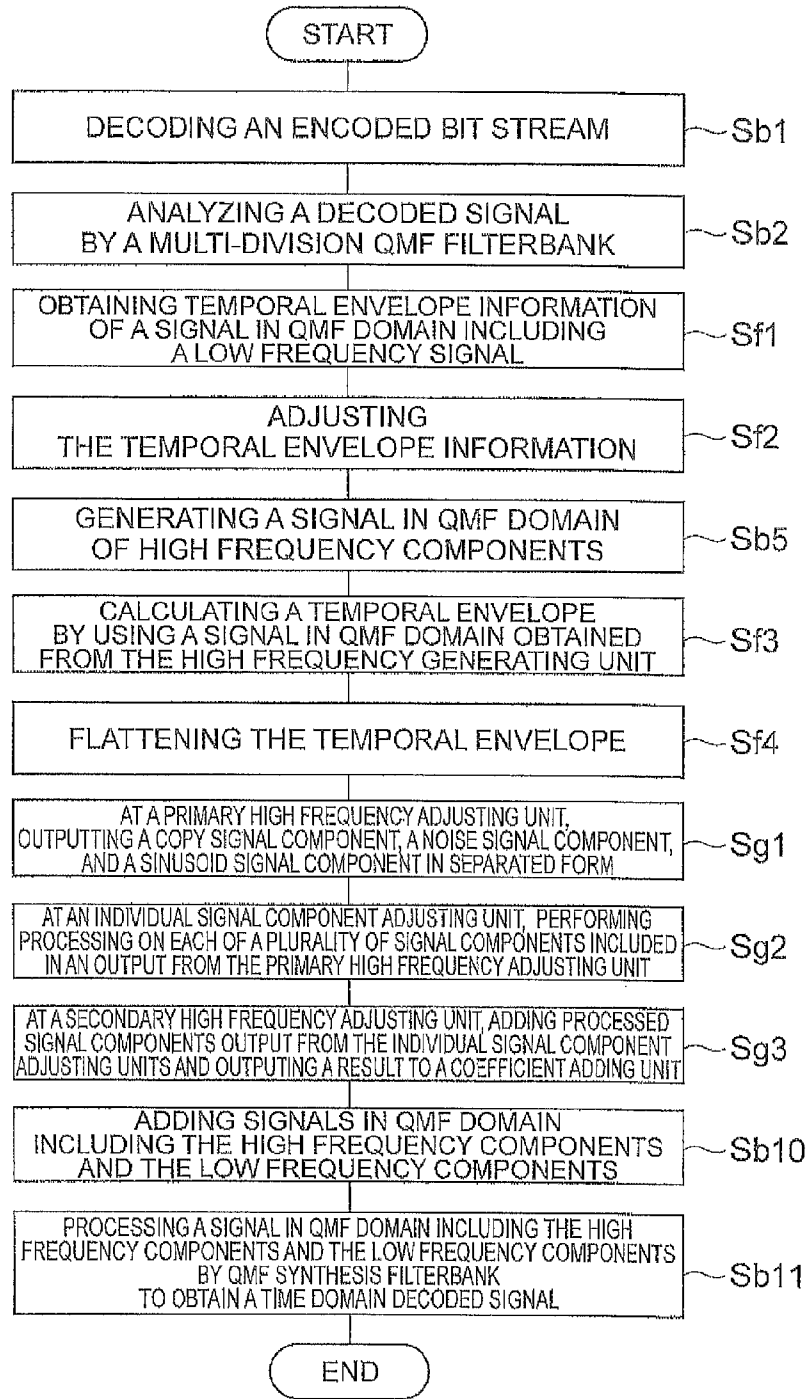 START
DECODING AN ENCODED BIT STREAM
Sb1
ANALYZING A DECODED SIGNAL
BY A MULTI-DIVISION QMF FILTERBANK
Sb2
OBTAINING TEMPORAL ENVELOPE INFORMATION
OF A SIGNAL IN QMF DOMAIN INCLUDING
A LOW FREQUENCY SIGNAL
Sf1
ADJUSTING
THE TEMPORAL ENVELOPE INFORMATION
Sf2
GENERATING A SIGNAL IN QMF DOMAIN
OF HIGH FREQUENCY COMPONENTS
Sb5
CALCULATING A TEMPORAL ENVELOPE
BY USING A SIGNAL IN QMF DOMAIN OBTAINED
FROM THE HIGH FREQUENCY GENERATING UNIT
Sf3
FLATTENING THE TEMPORAL ENVELOPE
Sf4
AT A PRIMARY HIGH FREQUENCY ADJUSTING UNIT,
OUTPUTTING A COPY SIGNAL COMPONENT, A NOISE SIGNAL COMPONENT,
AND A SINUSOID SIGNAL COMPONENT IN SEPARATED FORM
Sg1
AT AN INDIVIDUAL SIGNAL COMPONENT ADJUSTING UNIT, PERFORMING
PROCESSING ON EACH OF A PLURALITY OF SIGNAL COMPONENTS INCLUDED
IN AN OUTPUT FROM THE PRIMARY HIGH FREQUENCY ADJUSTING UNIT
Sg2
AT A SECONDARY HIGH FREQUENCY ADJUSTING UNIT, ADDING PROCESSED
SIGNAL COMPONENTS OUTPUT FROM THE INDIVIDUAL SIGNAL COMPONENT
ADJUSTING UNITS AND OUTPUTING A RESULT TO A COEFFICIENT ADDING UNIT
Sg3
ADDING SIGNALS IN QMF DOMAIN
INCLUDING THE HIGH FREQUENCY COMPONENTS
AND THE LOW FREQUENCY COMPONENTS
Sb10
PROCESSING A SIGNAL IN QMF DOMAIN INCLUDING THE HIGH
FREQUENCY COMPONENTS AND THE LOW FREQUENCY COMPONENTS
BY QMF SYNTHESIS FILTERBANK
TO OBTAIN A TIME DOMAIN DECODED SIGNAL
Sb11
END